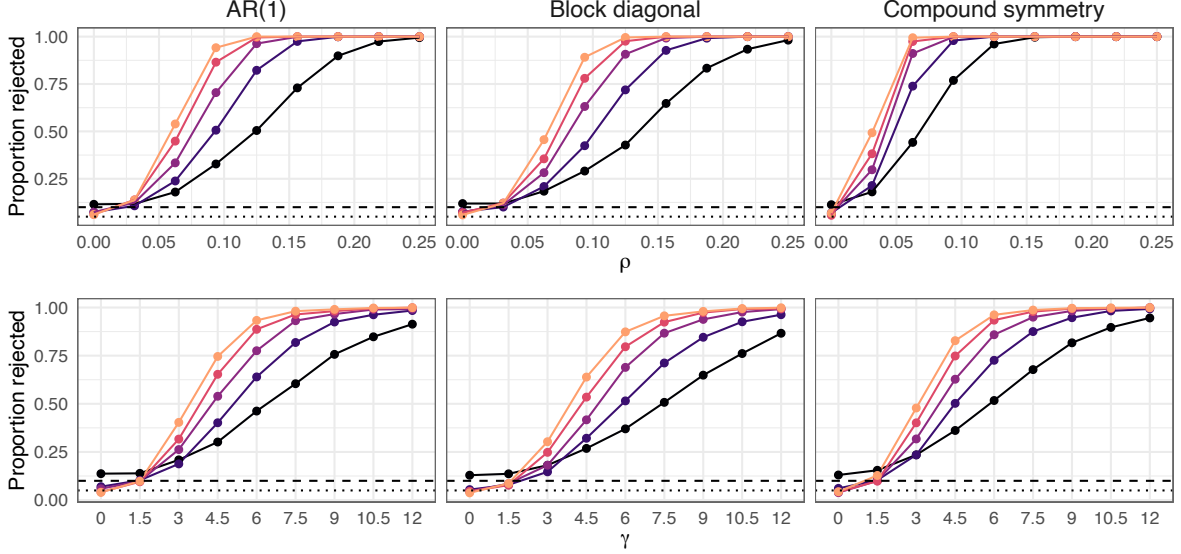 AR(1) Block diagonal Compound symmetry
Proportion rejected
1.00
0.75
0.50
0.25
0.00 0.05 0.10 0.15 0.20 0.25 0.00 0.05 0.10 0.15 0.20 0.25 0.00 0.05 0.10 0.15 0.20 0.25
ρ
Proportion rejected
1.00
0.75
0.50
0.25
0.00
0 1.5 3 4.5 6 7.5 9 10.5 12 0 1.5 3 4.5 6 7.5 9 10.5 12 0 1.5 3 4.5 6 7.5 9 10.5 12
γ